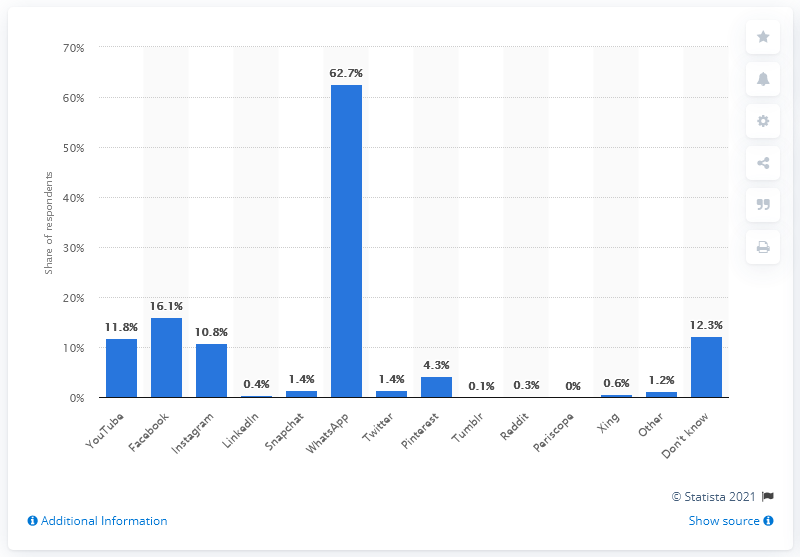 70%
60%
50%
40%
30%
20%
10%
0%
Share of respondents
11.8%
16.1%
10.8%
0.4%
1.4%
62.7%
1.4%
4.3%
0.1%
0.3%
0%
0.6%
1.2%
12.3%
YouTube
Facebook
Instagram
LinkedIn
Snapchat
WhatsApp
Twitter
Pinterest
Tumblr
Reddit
Periscope
Xing
Other
Don't know
© Statista 2021
Additional Information
Show source